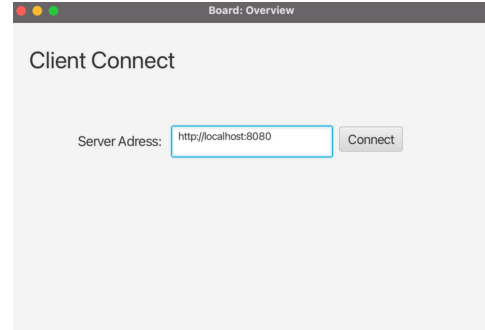 Board: Overview
Client Connect
Server Adress: http://localhost:8080 Connect